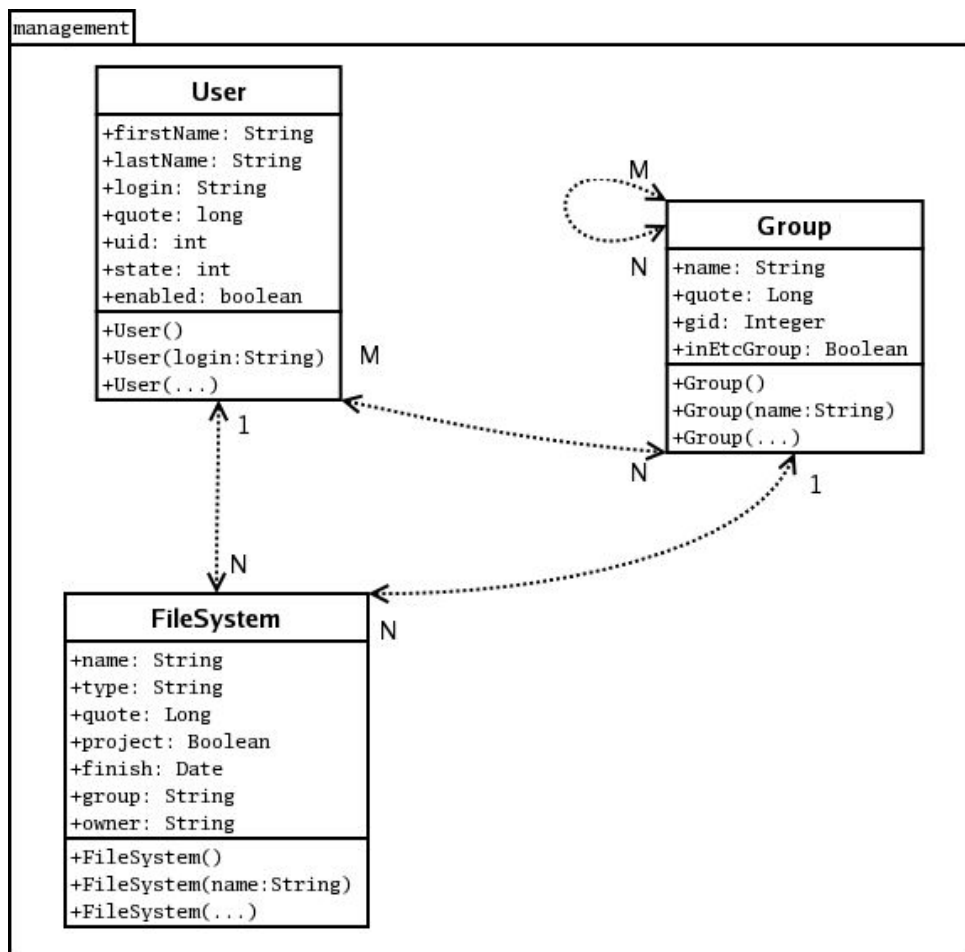 management
User
+firstName: String
+lastName: String
+login: String
+quote: long
+uid: int
+state: int
+enabled: boolean
+User()
+User(login:String)
+User(...)
M
N
Group
+name: String
+quote: Long
+gid: Integer
+inEtcGroup: Boolean
+Group()
+Group(name:String)
+Group(...)
M
N
1
N
1
N
FileSystem
+name: String
+type: String
+quote: Long
+project: Boolean
+finish: Date
+group: String
+owner: String
+FileSystem()
+FileSystem(name:String)
+FileSystem(...)